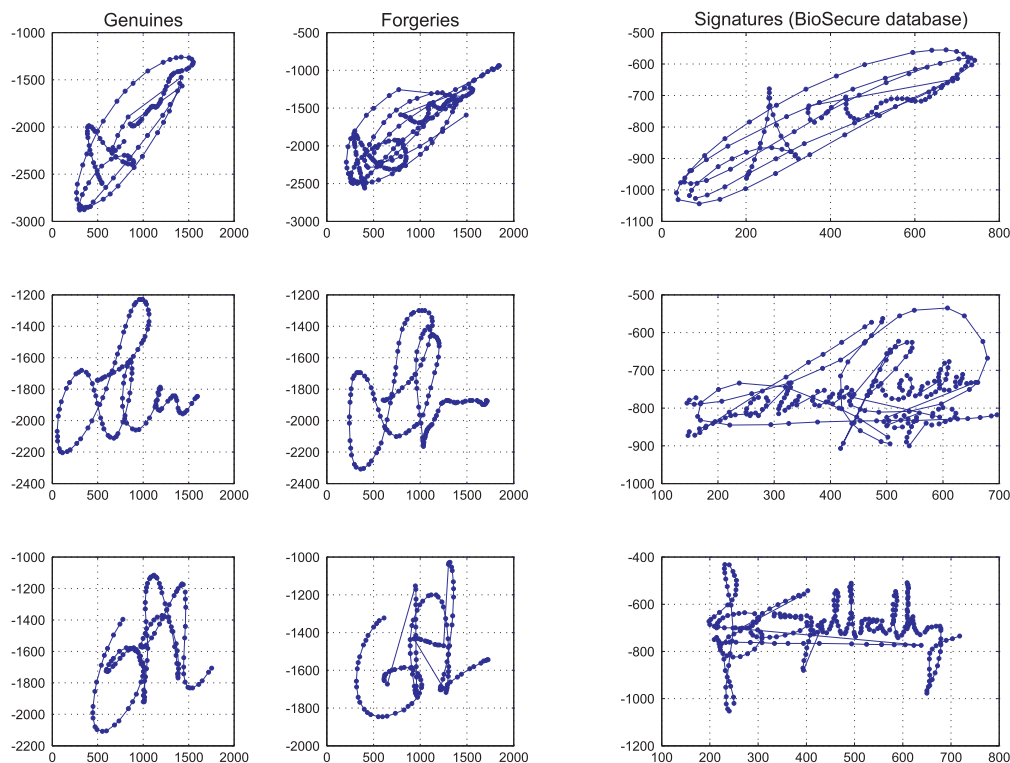 Genuines Forgeries Signatures (BioSecure database)
-1000 -500 -500
-1500 -1000 -600
-2000 -1500 -700
-2500 -2000 -800
-3000 -2500 -900
-3000 -1000
-1100
0 500 1000 1500 2000 0 500 1000 1500 2000 0 200 400 600 800
-1200 -1200 -500
-1400 -1400 -600
-1600 -1600 -700
-1800 -1800 -800
-2000 -2000 -900
-2200 -2200 -1000
-2400 -2400
0 500 1000 1500 2000 0 500 1000 1500 2000 100 200 300 400 500 600 700
-1000 -1000 -400
-1200 -1200 -600
-1400 -1400 -800
-1600 -1600 -1000
-1800 -1800 -1200
-2000 -2000
-2200
0 500 1000 1500 2000 0 500 1000 1500 2000 100 200 300 400 500 600 700 800